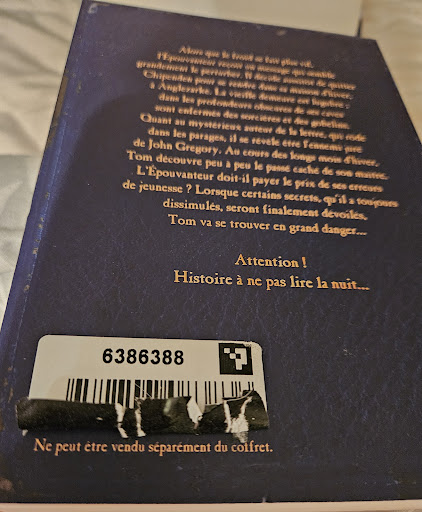 Alors que le froid se fait plus vif,
l'Épouvanteur reçoit un message qui semble
grandement le perturber. Il décide soudain de quitter
Chipenden pour se rendre dans sa maison d'hiver,
à Anglezarke. La vieille demeure est lugubre :
dans les profondeurs obscures de ses caves
sont enfermés des sorcières et des gobelins.
Quant au mystérieux auteur de la lettre, qui rôde
dans les parages, il se révèle être l'ennemi juré
de John Gregory. Au cours des longs mois d'hiver,
Tom découvre peu à peu le passé caché de son maître.
L'Épouvanteur doit-il payer le prix de ses erreurs
de jeunesse ? Lorsque certains secrets, qu'il a toujours
dissimulés, seront finalement dévoilés,
Tom va se trouver en grand danger...
Attention !
Histoire à ne pas lire la nuit...
6386388
Ne peut être vendu séparément du coffret.